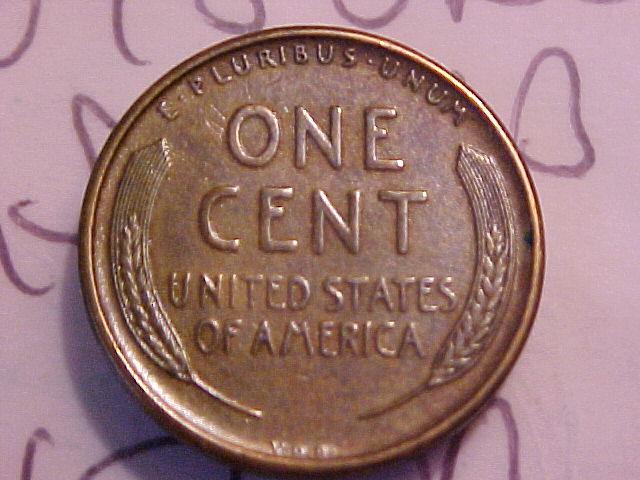 E·PLURIBUS·UNUM
ONE
CENT
UNITED STATES
OF AMERICA
V.D.B.